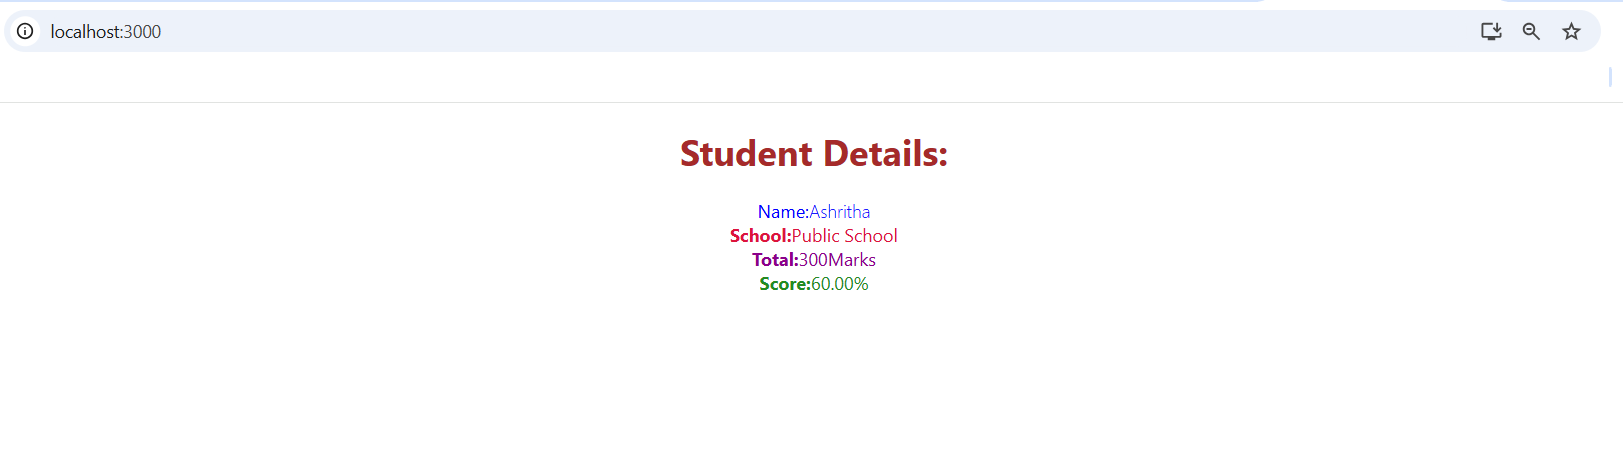 localhost:3000
Student Details:
Name:Ashritha
School:Public School
Total:300Marks
Score:60.00%